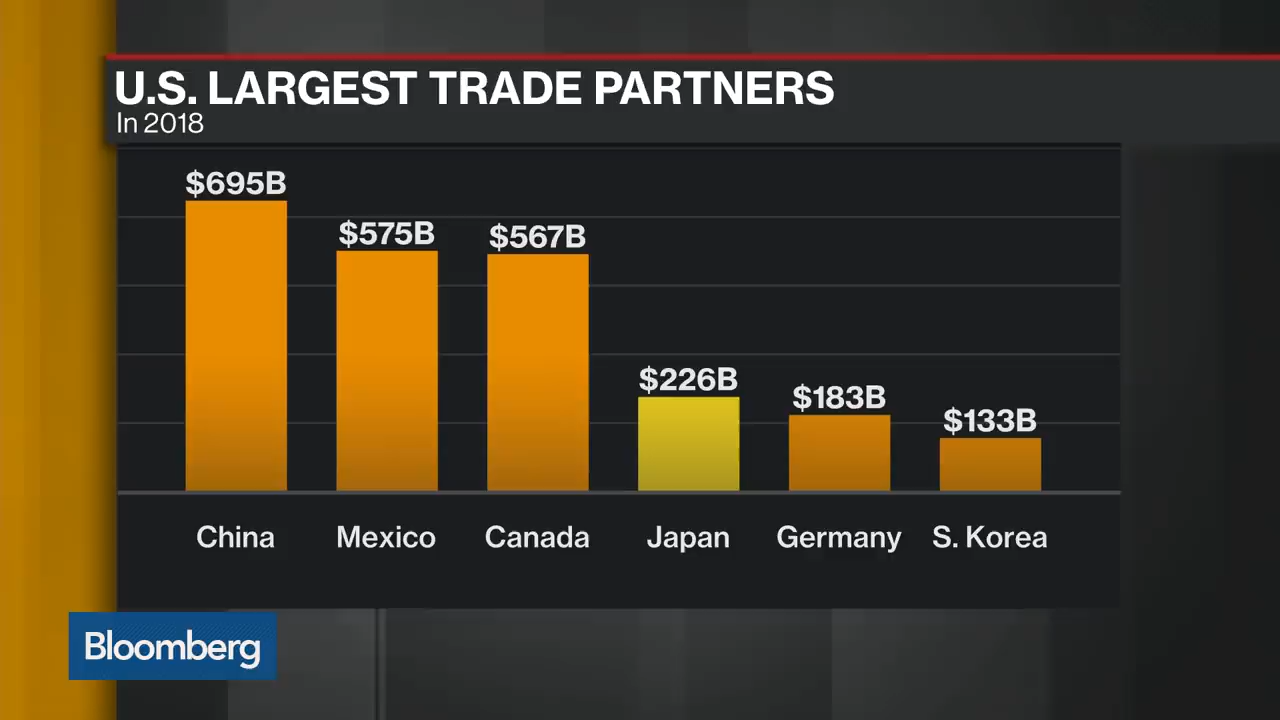 U.S. LARGEST TRADE PARTNERS
In 2018
$695B
$575B
$567B
$226B
$183B
$133B
China
Mexico
Canada
Japan
Germany
S. Korea
Bloomberg